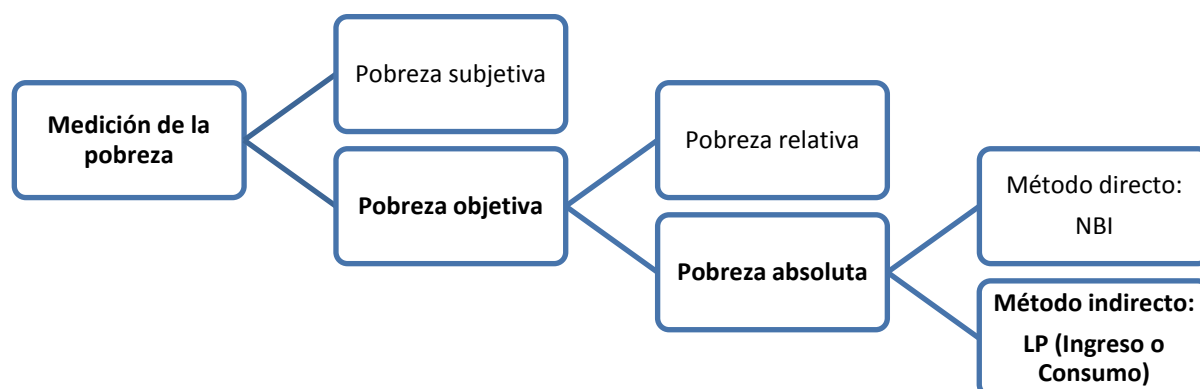 Medición de la
pobreza
Pobreza subjetiva
Pobreza objetiva
Pobreza relativa
Pobreza absoluta
Método directo:
NBI
Método indirecto:
LP (Ingreso o
Consumo)